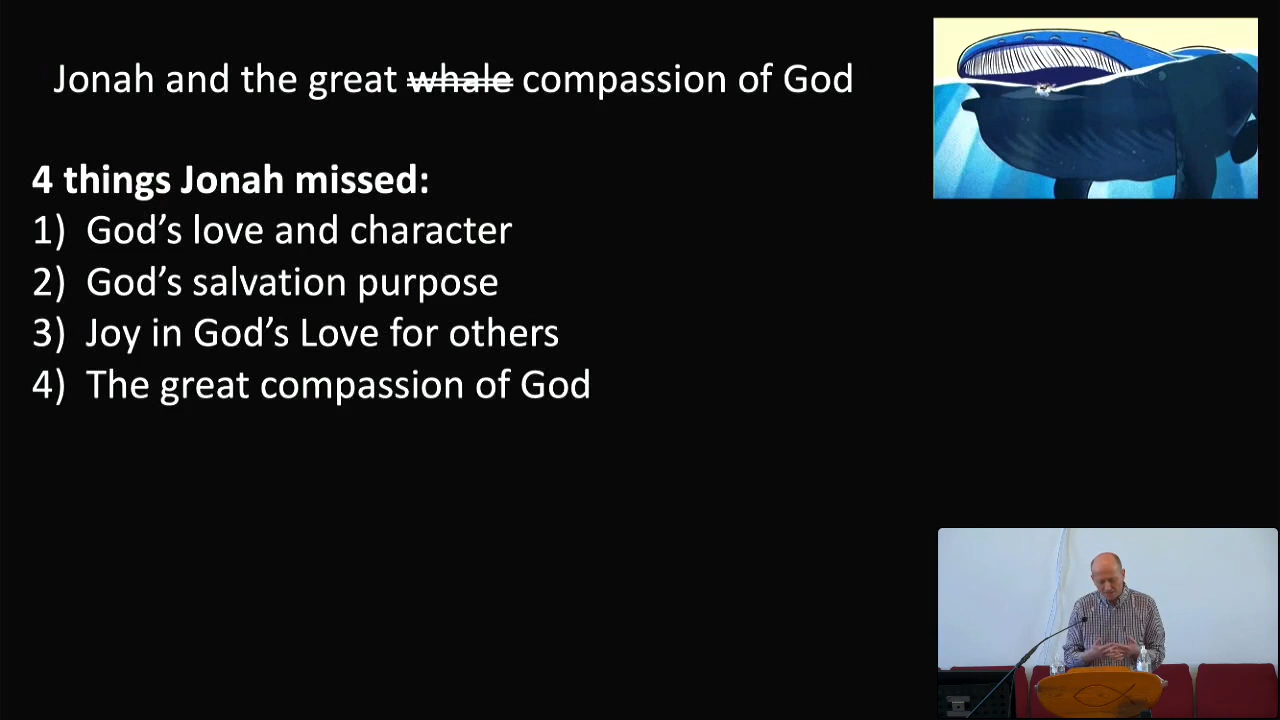 Jonah and the great whale compassion of God
4 things Jonah missed:
1) God’s love and character
2) God’s salvation purpose
3) Joy in God’s Love for others
4) The great compassion of God